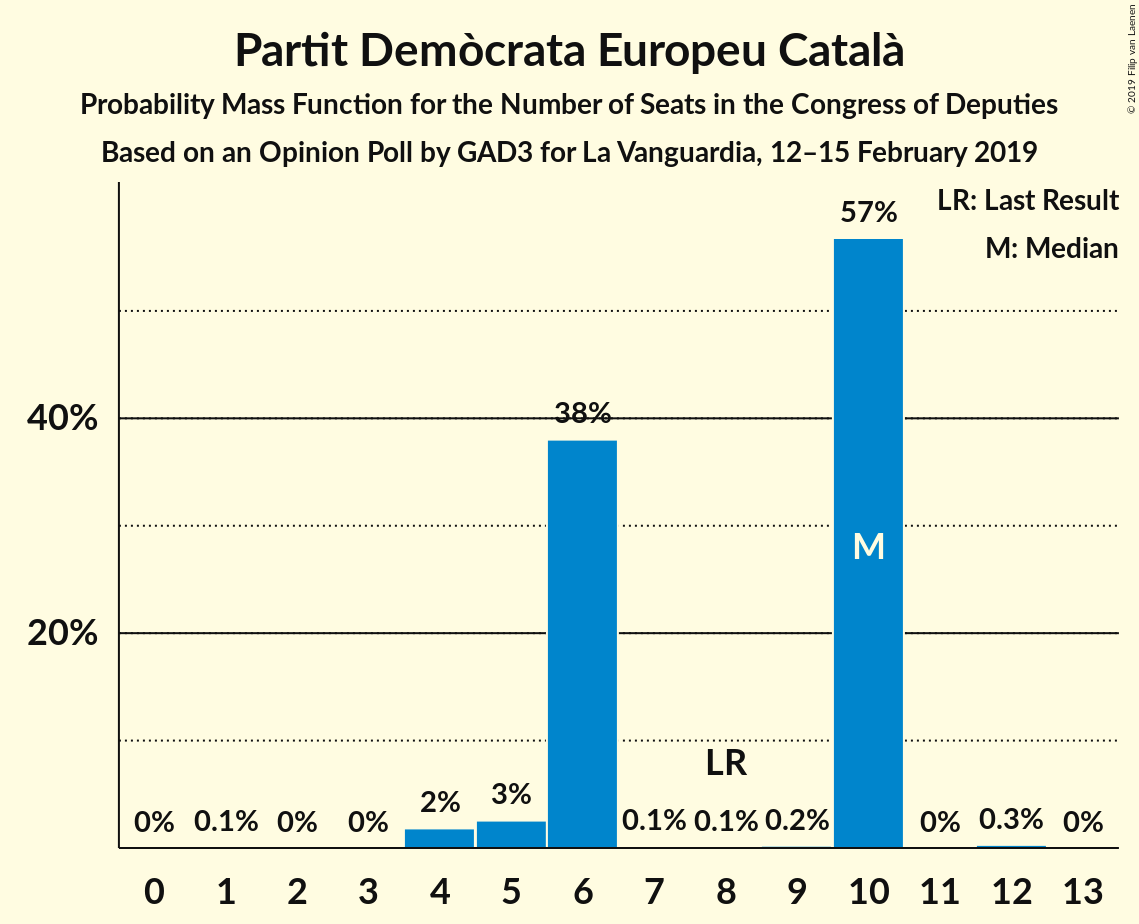 Partit Demòcrata Europeu Català
Probability Mass Function for the Number of Seats in the Congress of Deputies
Based on an Opinion Poll by GAD3 for La Vanguardia, 12–15 February 2019
© 2019 Filip van Laenen
LR: Last Result
M: Median
57%
40%
38%
M
20%
LR
0% 0.1% 0% 0% 2% 3% 0.1% 0.1% 0.2% 0% 0.3% 0%
0 1 2 3 4 5 6 7 8 9 10 11 12 13